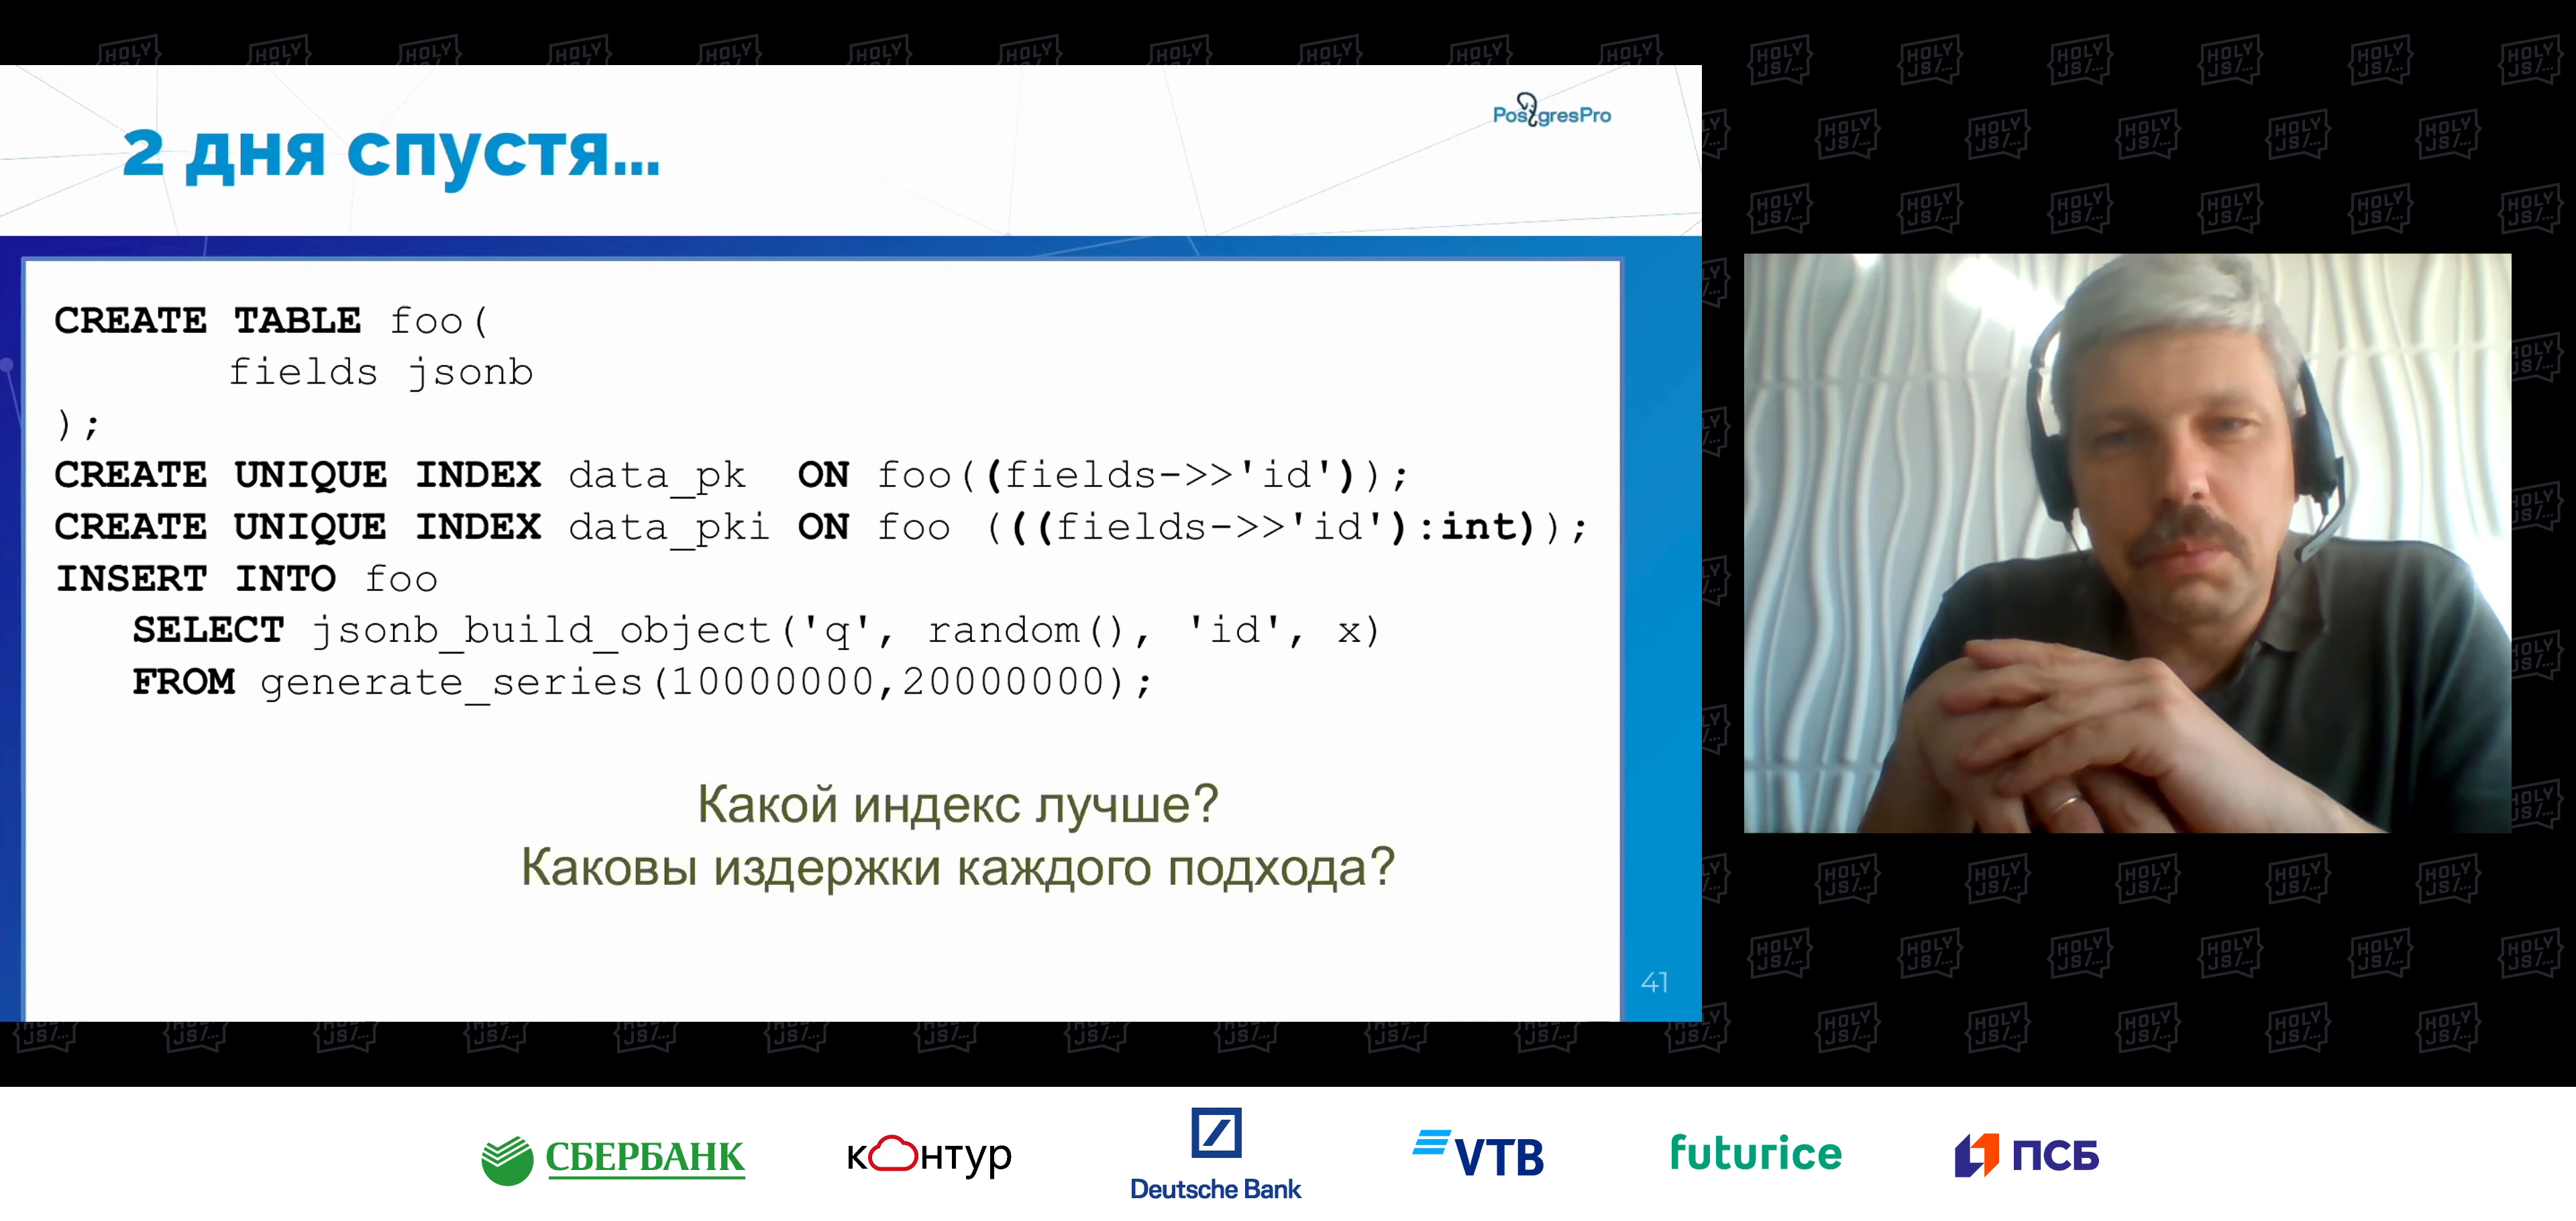 2 дня спустя...
PostgresPro
CREATE TABLE foo(
fields jsonb
);
CREATE UNIQUE INDEX data_pk ON foo((fields->>'id'));
CREATE UNIQUE INDEX data_pki ON foo (((fields->>'id'):int));
INSERT INTO foo
SELECT jsonb_build_object('q', random(), 'id', x)
FROM generate_series(10000000,20000000);
Какой индекс лучше?
Каковы издержки каждого подхода?
41
HOLY
JS/...
СБЕРБАНК
контур
Deutsche Bank
VTB
futurice
ПСБ